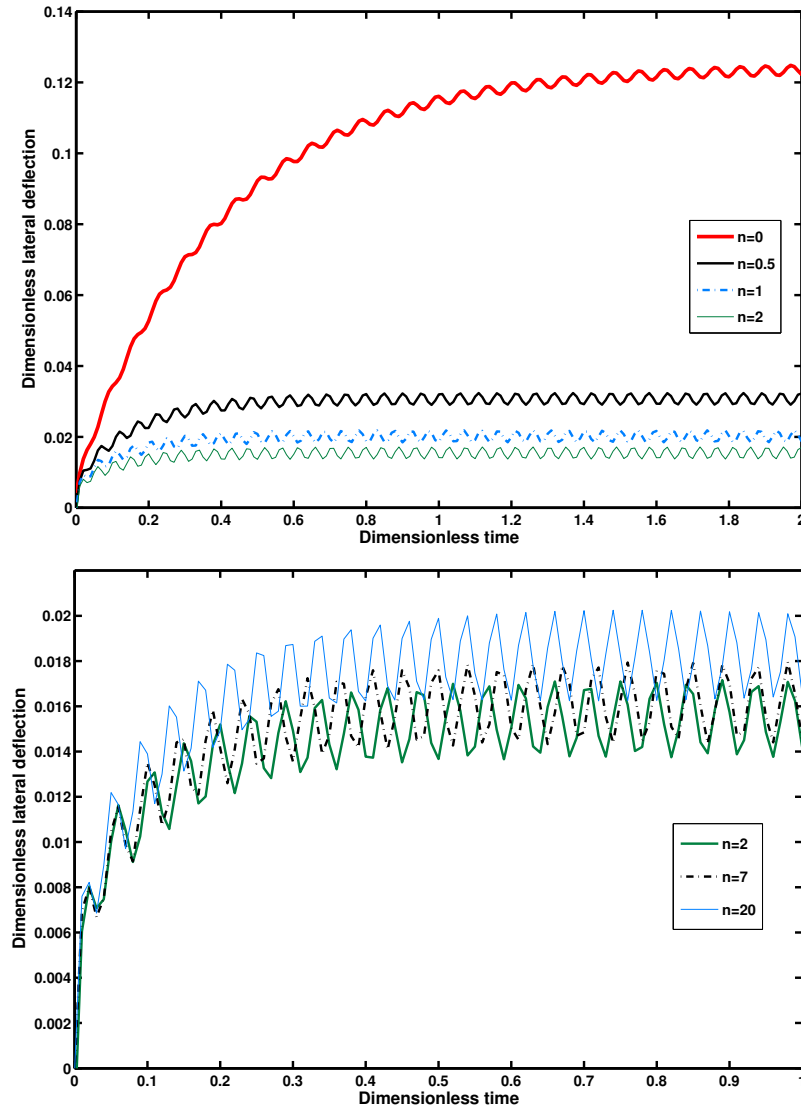 0.14
0.12
0.1
0.08
0.06
0.04
0.02
0
Dimensionless lateral deflection
n=0
n=0.5
n=1
n=2
0 0.2 0.4 0.6 0.8 1 1.2 1.4 1.6 1.8 2
Dimensionless time
0.02
0.018
0.016
0.014
0.012
0.01
0.008
0.006
0.004
0.002
0
Dimensionless lateral deflection
n=2
n=7
n=20
0 0.1 0.2 0.3 0.4 0.5 0.6 0.7 0.8 0.9 1
Dimensionless time